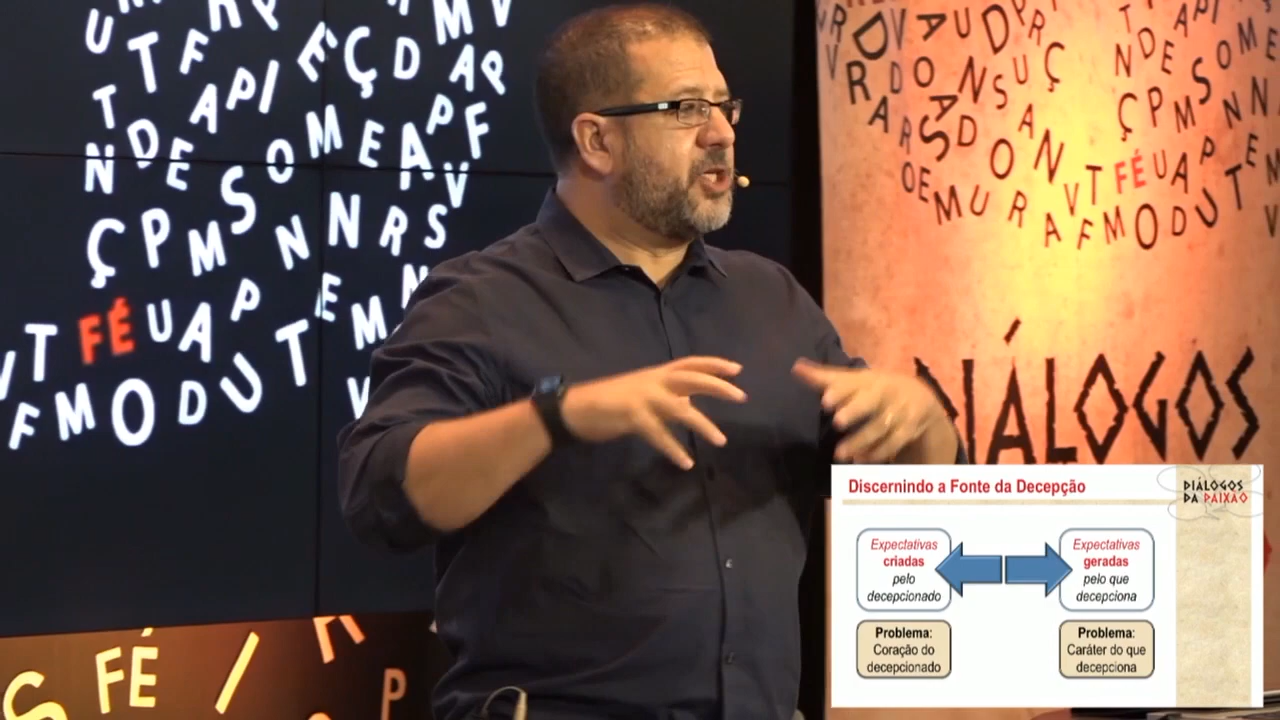 T F
A P I E Ç D A P
T D E A P I
N D E S O M E A P F
Ç P M S N N R S V
T FÉ U A P E M N
F M O D U T
S FÉ / R
P
R D V A U D P R
V R D O N S U Ç
A R S A D O A N
O E M U R A V T FÉ U A P E
F M O D U T
T D E A P I
N D E S O M E
Ç P M S N N
DIÁLOGOS
Discernindo a Fonte da Decepção
DIÁLOGOS
DA PAIXÃO
Expectativas
criadas
pelo
decepcionado
Expectativas
geradas
pelo que
decepciona
Problema:
Coração do
decepcionado
Problema:
Caráter do que
decepciona